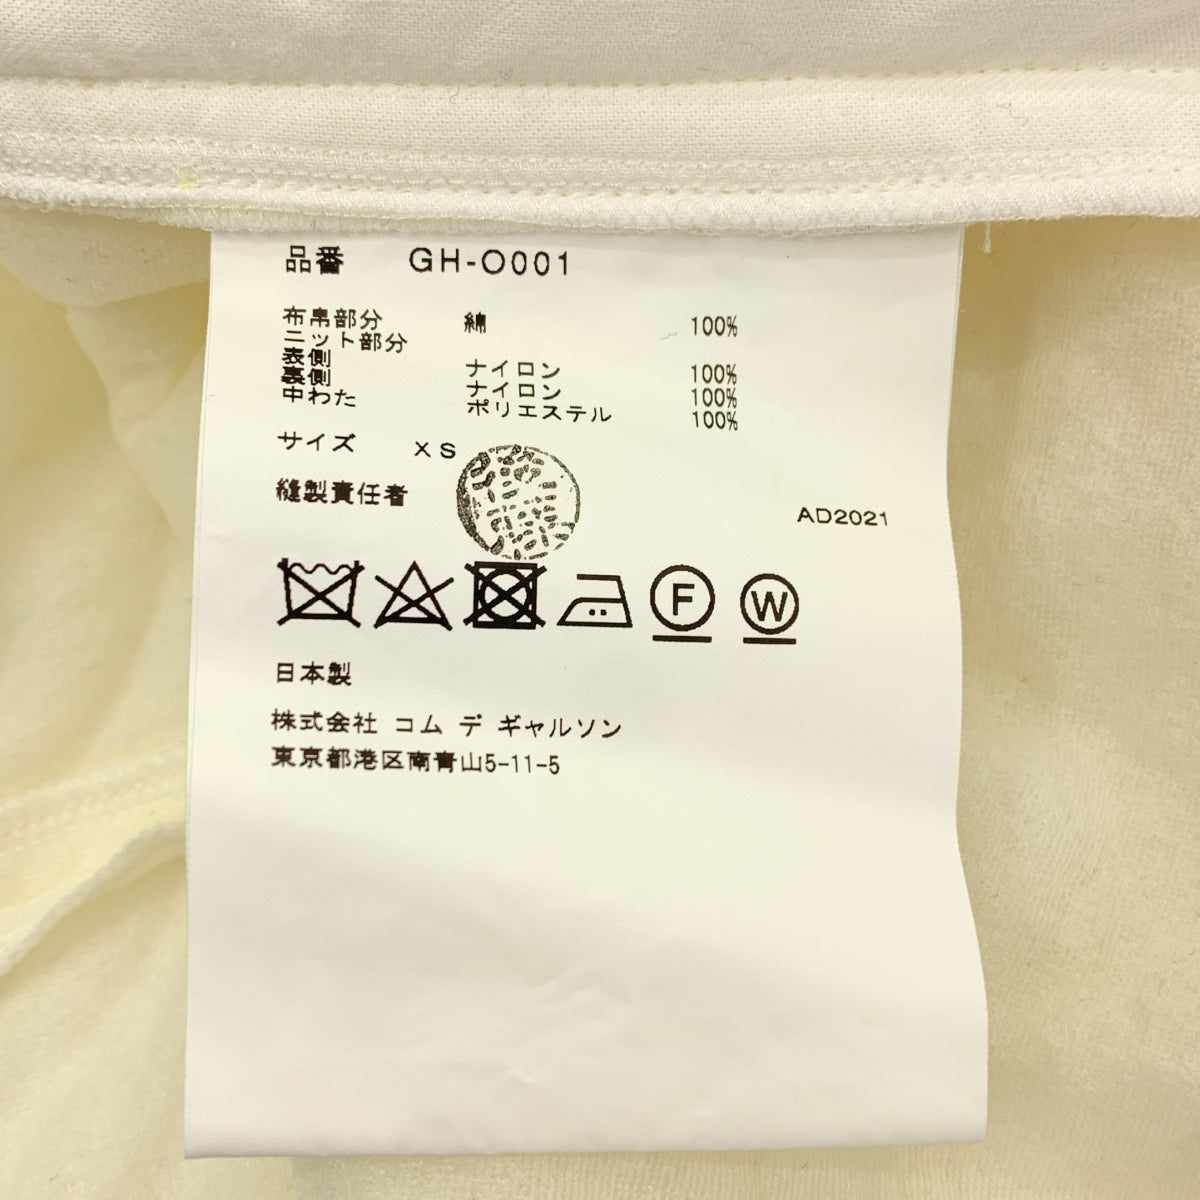 品番 GH-O001
布帛部分 綿 100%
ニット部分
表側 ナイロン 100%
裏側 ナイロン 100%
中わた ポリエステル 100%
サイズ XS
縫製責任者
AD2021
F W
日本製
株式会社 コム デ ギャルソン
東京都港区南青山5-11-5